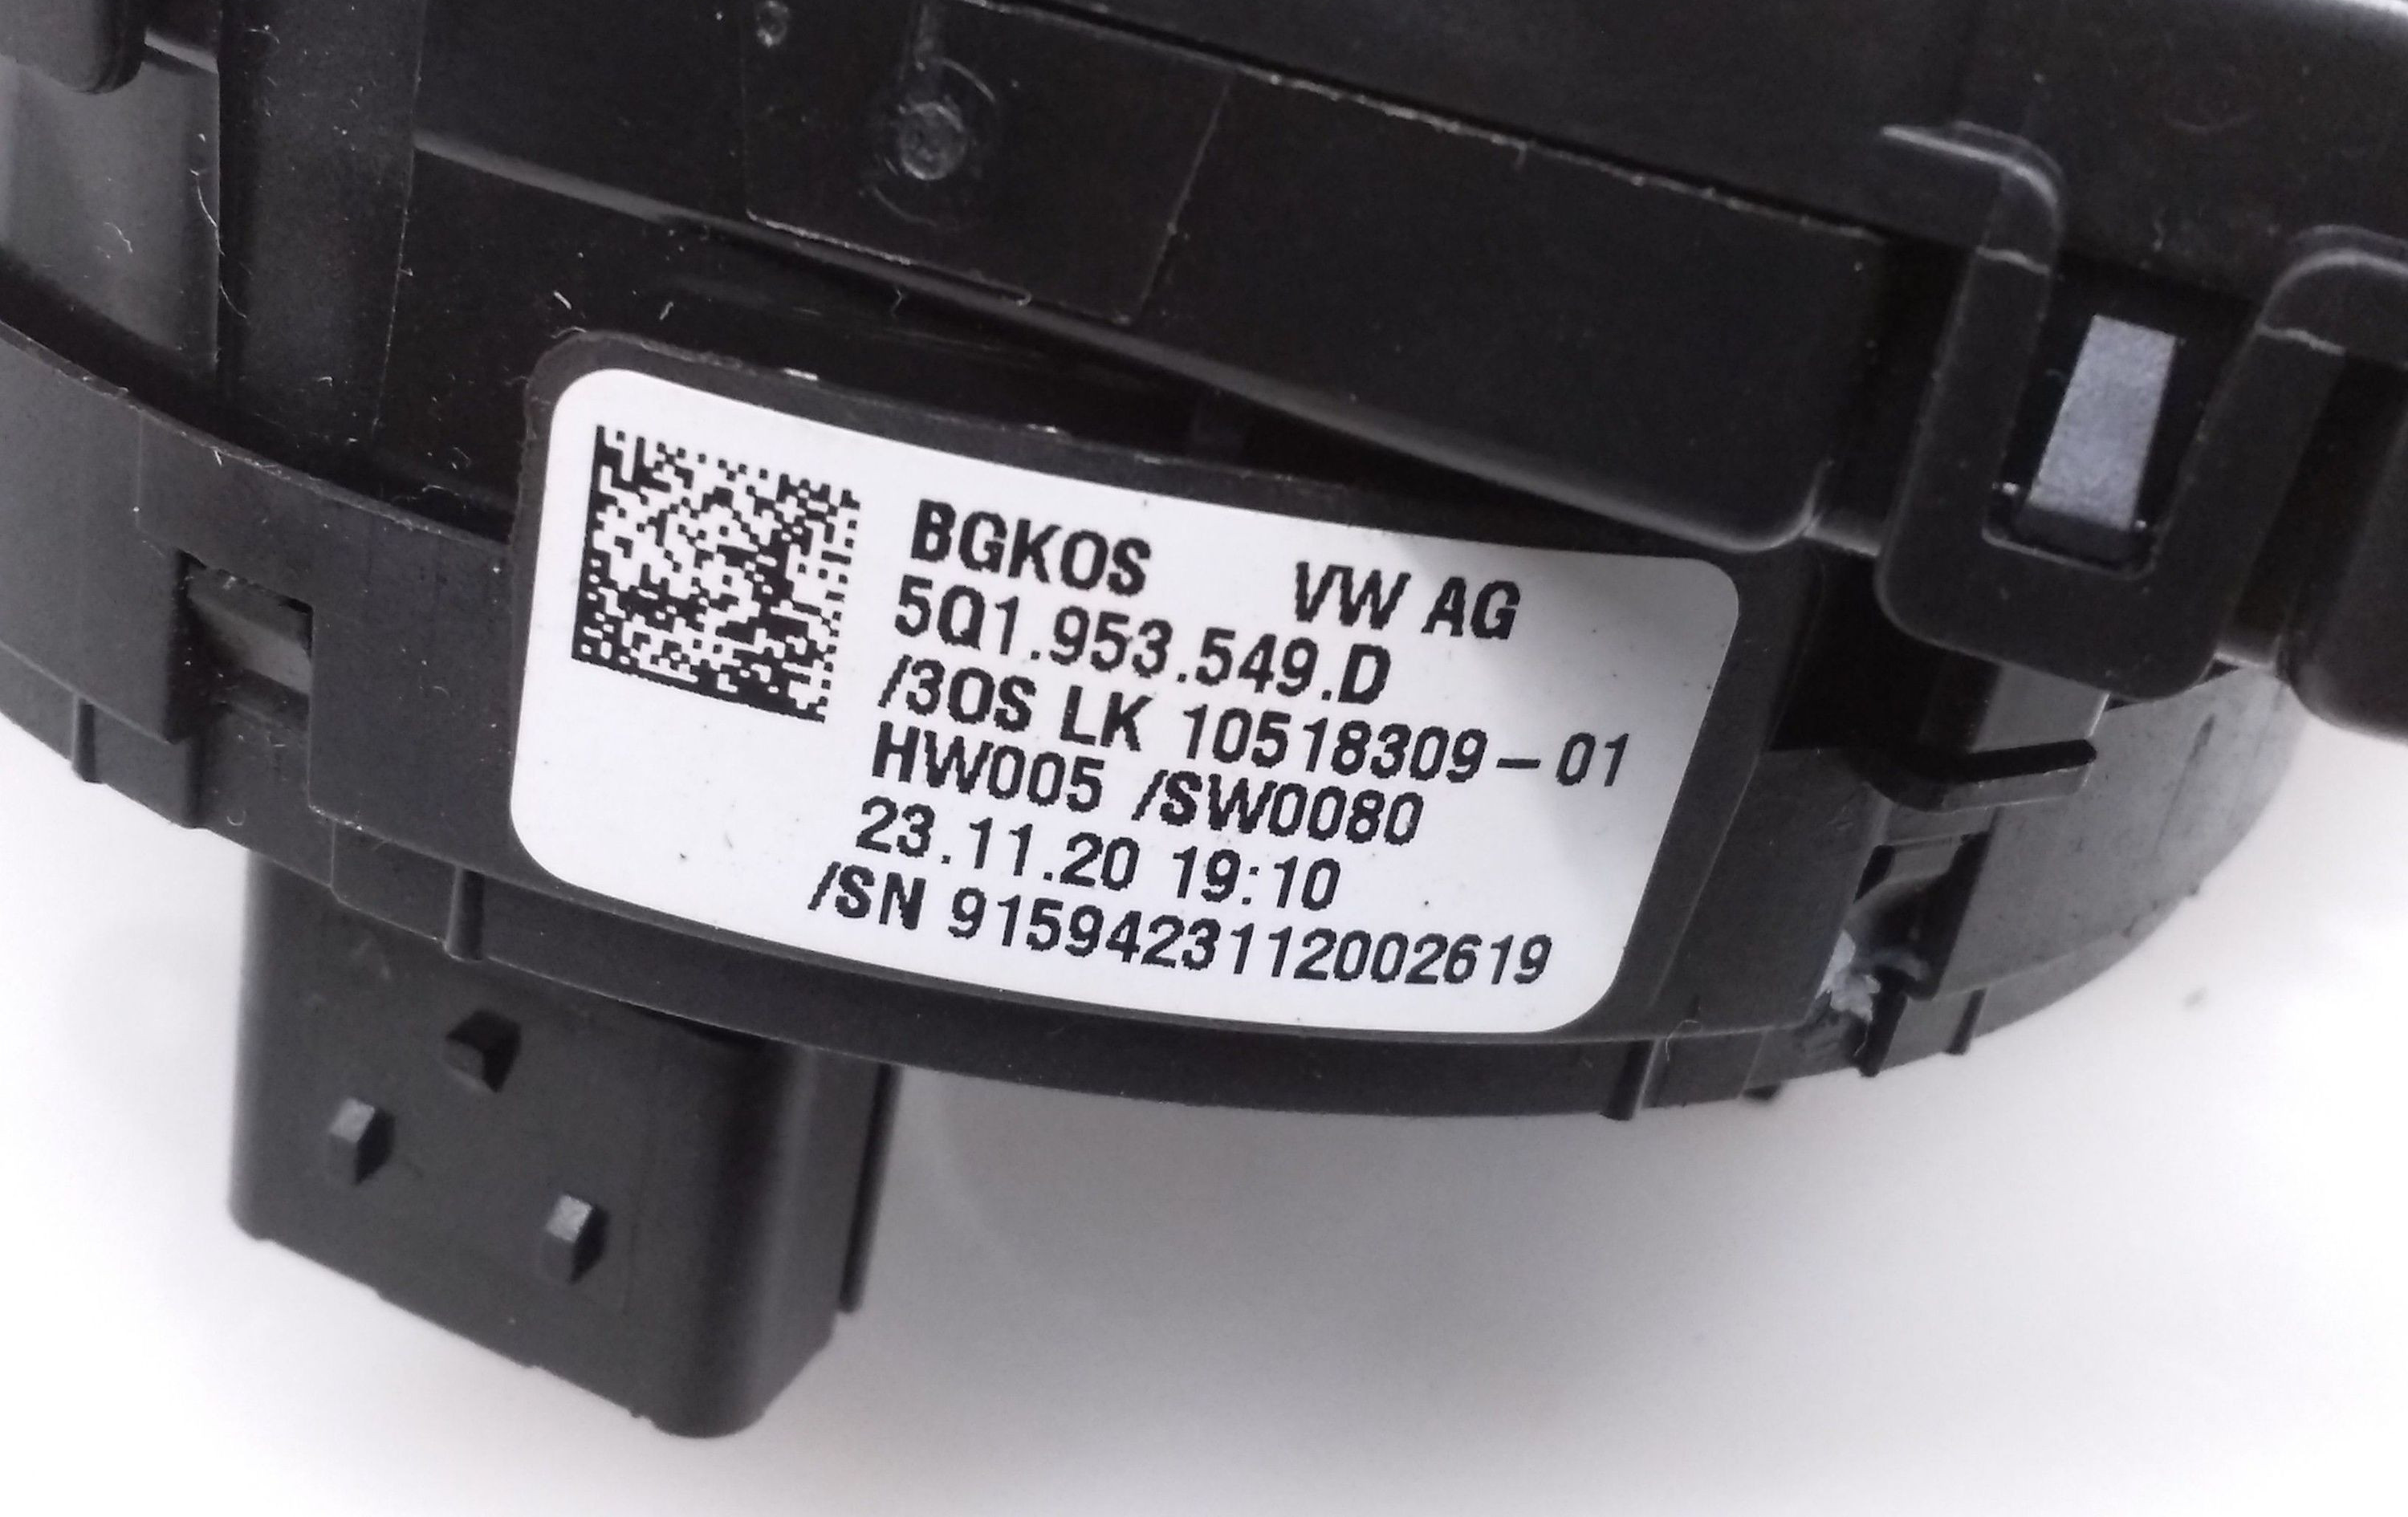 BGKOS VW AG
5Q1.953.549.D
/3OS LK 10518309-01
HW005 /SW0080
23.11.20 19:10
/SN 9159423112002619